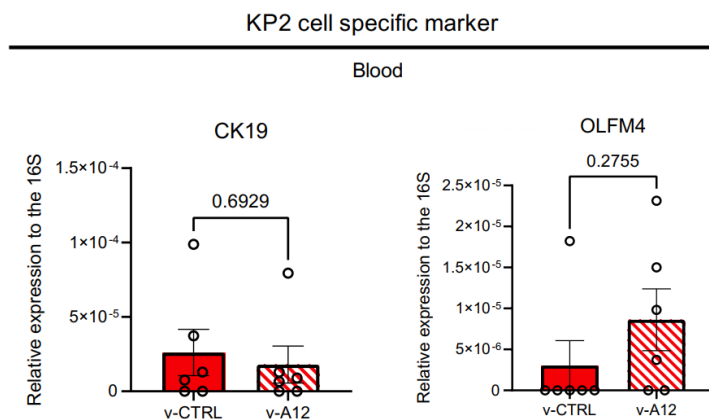 KP2 cell specific marker
Blood
CK19
Relative expression to the 16S
1.5×10⁻⁴
1×10⁻⁴
5×10⁻⁵
0
0.6929
v-CTRL
v-A12
OLFM4
Relative expression to the 16S
2.5×10⁻⁵
2×10⁻⁵
1.5×10⁻⁵
1×10⁻⁵
5×10⁻⁶
0
0.2755
v-CTRL
v-A12